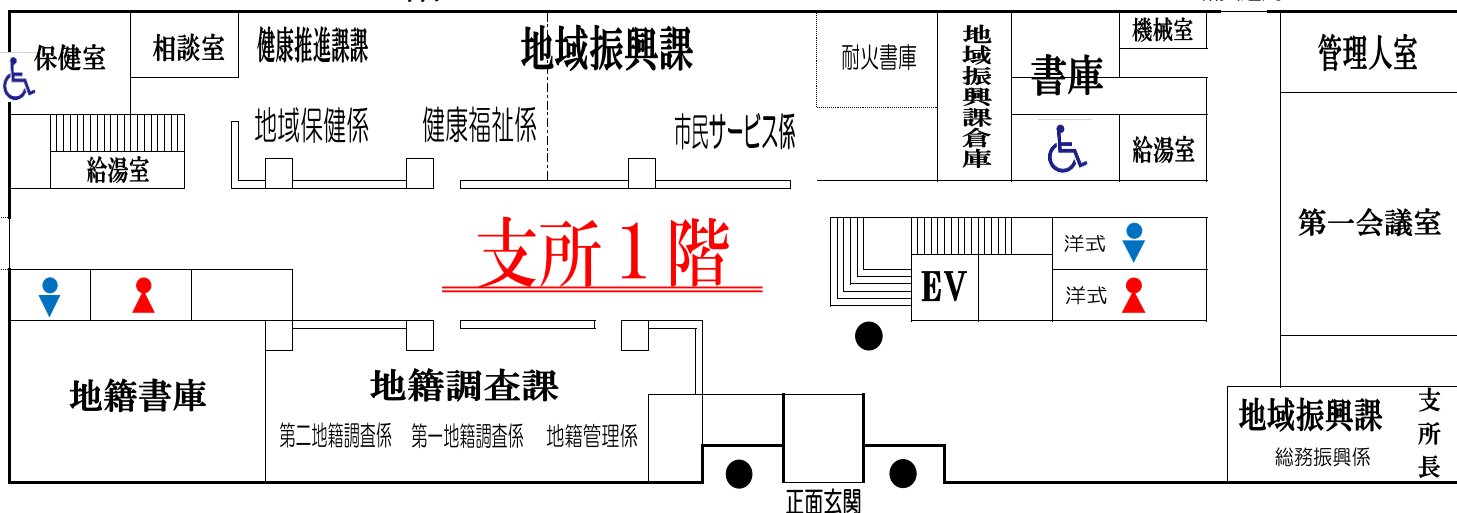 保健室
相談室
健康推進課課
地域振興課
耐火書庫
地域振興課倉庫
書庫
機械室
管理人室
地域保健係
健康福祉係
市民サービス係
給湯室
給湯室
第一会議室
支所1階
洋式
EV
洋式
地籍書庫
地籍調査課
第二地籍調査係
第一地籍調査係
地籍管理係
地域振興課
総務振興係
支所長
正面玄関